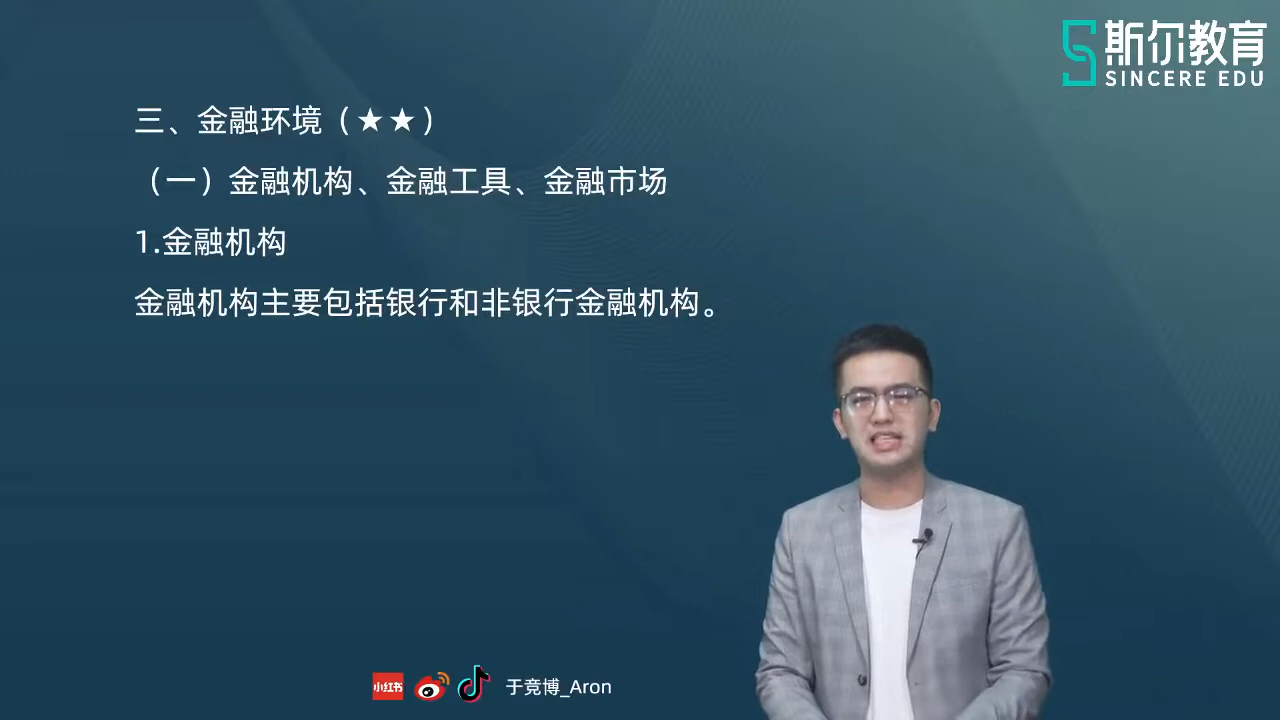 斯尔教育
SINCERE EDU
三、金融环境（★★）
（一）金融机构、金融工具、金融市场
1.金融机构
金融机构主要包括银行和非银行金融机构。
小红书 于竞博_Aron